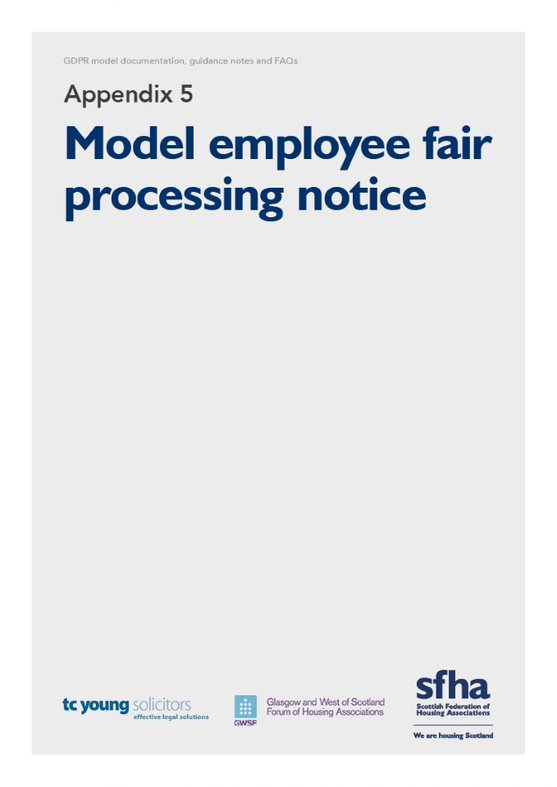 GDPR model documentation, guidance notes and FAQs
Appendix 5
Model employee fair
processing notice
tc young solicitors
effective legal solutions
GWSF
Glasgow and West of Scotland
Forum of Housing Associations
sfha
Scottish Federation of
Housing Associations
We are housing Scotland